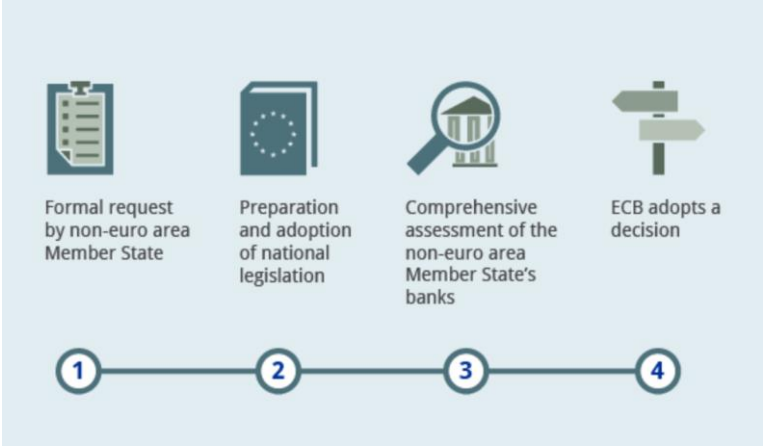 Formal request
by non-euro area
Member State
Preparation
and adoption
of national
legislation
Comprehensive
assessment of the
non-euro area
Member State's
banks
ECB adopts a
decision
1
2
3
4